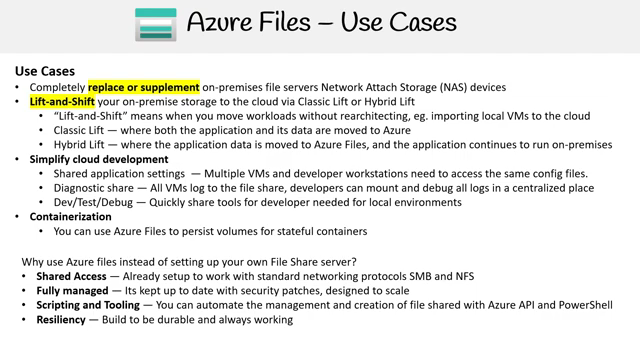 Azure Files – Use Cases
Use Cases
• Completely replace or supplement on-premises file servers Network Attach Storage (NAS) devices
• Lift-and-Shift your on-premise storage to the cloud via Classic Lift or Hybrid Lift
• "Lift-and-Shift" means when you move workloads without rearchitecting, eg. importing local VMs to the cloud
• Classic Lift — where both the application and its data are moved to Azure
• Hybrid Lift — where the application data is moved to Azure Files, and the application continues to run on-premises
• Simplify cloud development
• Shared application settings — Multiple VMs and developer workstations need to access the same config files.
• Diagnostic share — All VMs log to the file share, developers can mount and debug all logs in a centralized place
• Dev/Test/Debug — Quickly share tools for developer needed for local environments
• Containerization
• You can use Azure Files to persist volumes for stateful containers
Why use Azure files instead of setting up your own File Share server?
• Shared Access — Already setup to work with standard networking protocols SMB and NFS
• Fully managed — Its kept up to date with security patches, designed to scale
• Scripting and Tooling — You can automate the management and creation of file shared with Azure API and PowerShell
• Resiliency — Build to be durable and always working